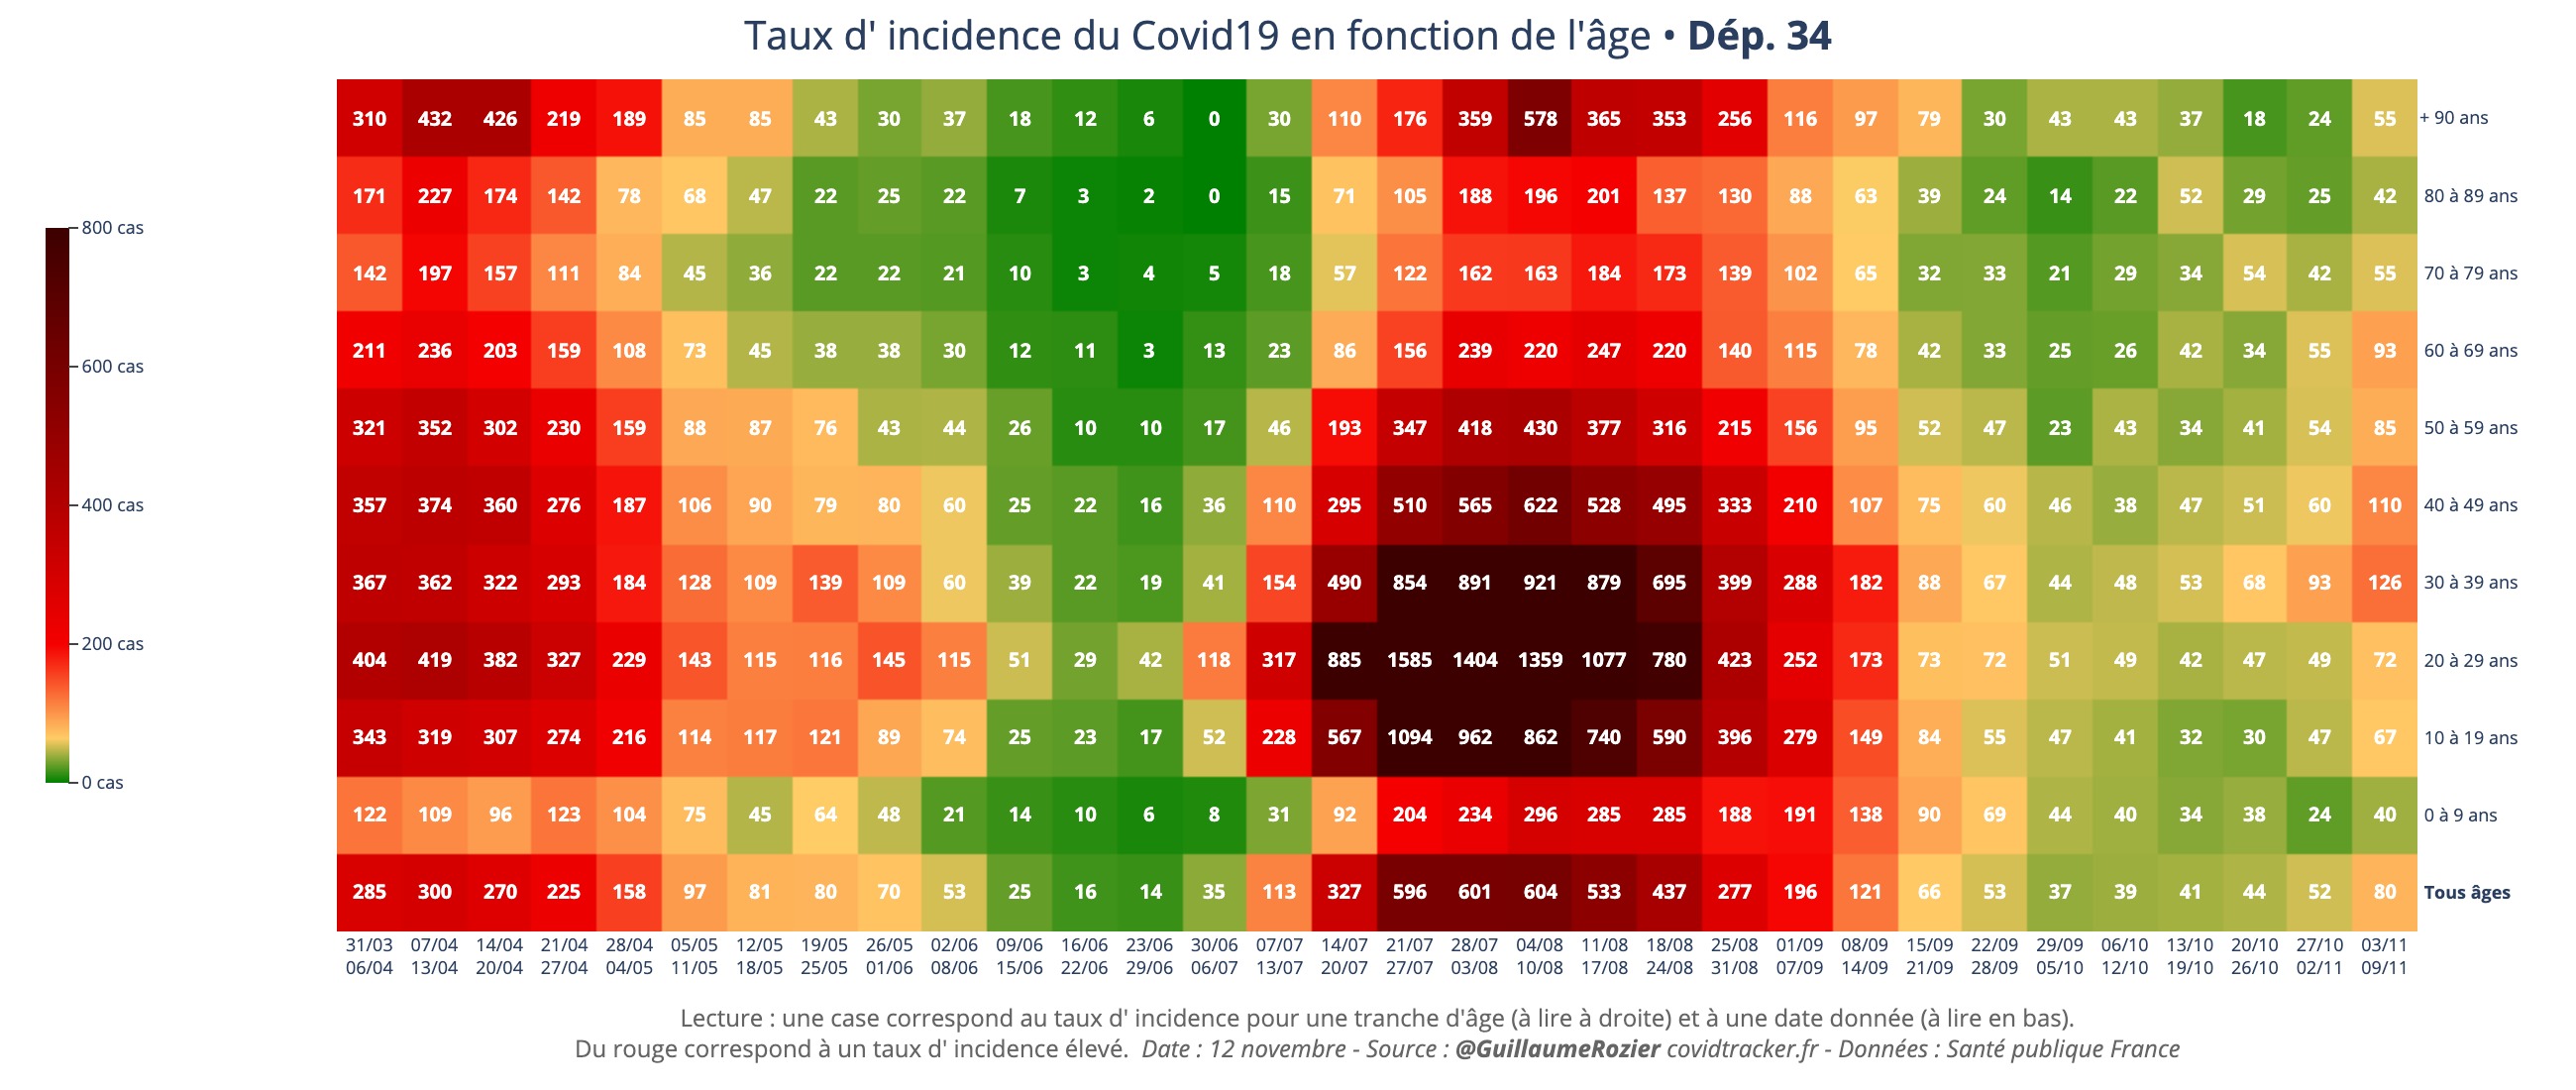 Taux d' incidence du Covid19 en fonction de l'âge • Dép. 34
800 cas
600 cas
400 cas
200 cas
0 cas
310 432 426 219 189 85 85 43 30 37 18 12 6 0 30 110 176 359 578 365 353 256 116 97 79 30 43 43 37 18 24 55 + 90 ans
171 227 174 142 78 68 47 22 25 22 7 3 2 0 15 71 105 188 196 201 137 130 88 63 39 24 14 22 52 29 25 42 80 à 89 ans
142 197 157 111 84 45 36 22 22 21 10 3 4 5 18 57 122 162 163 184 173 139 102 65 32 33 21 29 34 54 42 55 70 à 79 ans
211 236 203 159 108 73 45 38 38 30 12 11 3 13 23 86 156 239 220 247 220 140 115 78 42 33 25 26 42 34 55 93 60 à 69 ans
321 352 302 230 159 88 87 76 43 44 26 10 10 17 46 193 347 418 430 377 316 215 156 95 52 47 23 43 34 41 54 85 50 à 59 ans
357 374 360 276 187 106 90 79 80 60 25 22 16 36 110 295 510 565 622 528 495 333 210 107 75 60 46 38 47 51 60 110 40 à 49 ans
367 362 322 293 184 128 109 139 109 60 39 22 19 41 154 490 854 891 921 879 695 399 288 182 88 67 44 48 53 68 93 126 30 à 39 ans
404 419 382 327 229 143 115 116 145 115 51 29 42 118 317 885 1585 1404 1359 1077 780 423 252 173 73 72 51 49 42 47 49 72 20 à 29 ans
343 319 307 274 216 114 117 121 89 74 25 23 17 52 228 567 1094 962 862 740 590 396 279 149 84 55 47 41 32 30 47 67 10 à 19 ans
122 109 96 123 104 75 45 64 48 21 14 10 6 8 31 92 204 234 296 285 285 188 191 138 90 69 44 40 34 38 24 40 0 à 9 ans
285 300 270 225 158 97 81 80 70 53 25 16 14 35 113 327 596 601 604 533 437 277 196 121 66 53 37 39 41 44 52 80 Tous âges
31/03 07/04 14/04 21/04 28/04 05/05 12/05 19/05 26/05 02/06 09/06 16/06 23/06 30/06 07/07 14/07 21/07 28/07 04/08 11/08 18/08 25/08 01/09 08/09 15/09 22/09 29/09 06/10 13/10 20/10 27/10 03/11
06/04 13/04 20/04 27/04 04/05 11/05 18/05 25/05 01/06 08/06 15/06 22/06 29/06 06/07 13/07 20/07 27/07 03/08 10/08 17/08 24/08 31/08 07/09 14/09 21/09 28/09 05/10 12/10 19/10 26/10 02/11 09/11
Lecture : une case correspond au taux d' incidence pour une tranche d'âge (à lire à droite) et à une date donnée (à lire en bas).
Du rouge correspond à un taux d' incidence élevé. Date : 12 novembre - Source : @GuillaumeRozier covidtracker.fr - Données : Santé publique France